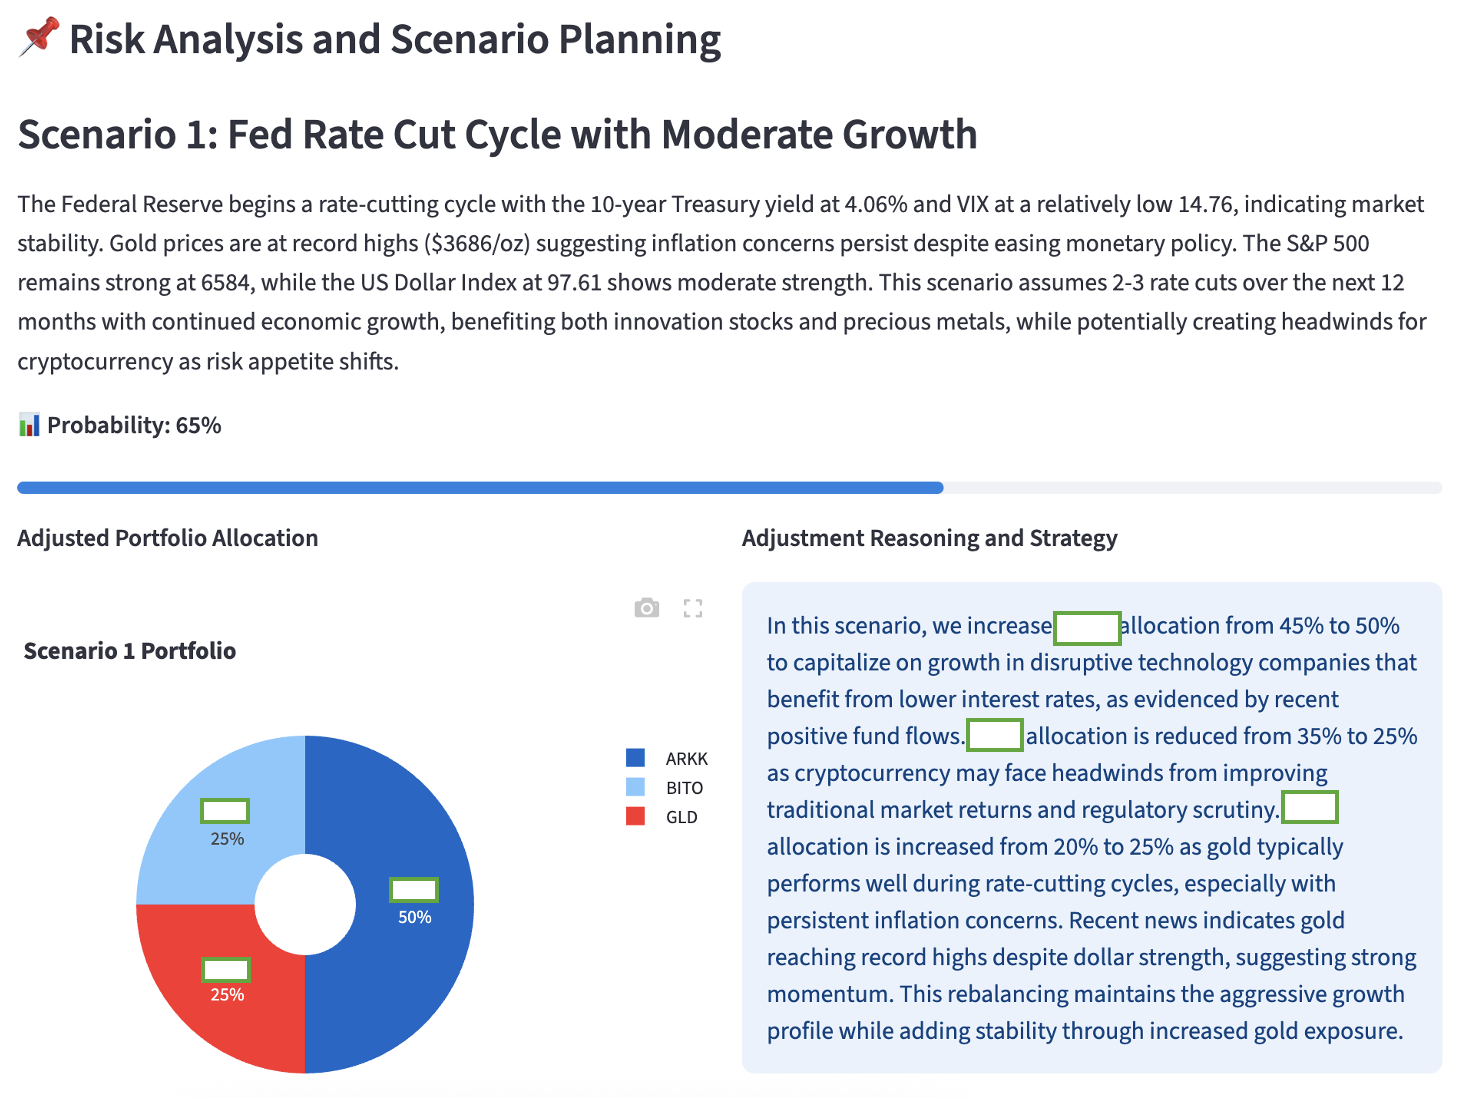 Risk Analysis and Scenario Planning
Scenario 1: Fed Rate Cut Cycle with Moderate Growth
The Federal Reserve begins a rate-cutting cycle with the 10-year Treasury yield at 4.06% and VIX at a relatively low 14.76, indicating market
stability. Gold prices are at record highs ($3686/oz) suggesting inflation concerns persist despite easing monetary policy. The S&P 500
remains strong at 6584, while the US Dollar Index at 97.61 shows moderate strength. This scenario assumes 2-3 rate cuts over the next 12
months with continued economic growth, benefiting both innovation stocks and precious metals, while potentially creating headwinds for
cryptocurrency as risk appetite shifts.
Probability: 65%
Adjusted Portfolio Allocation
Scenario 1 Portfolio
ARKK
BITO
GLD
25%
50%
25%
Adjustment Reasoning and Strategy
In this scenario, we increase allocation from 45% to 50%
to capitalize on growth in disruptive technology companies that
benefit from lower interest rates, as evidenced by recent
positive fund flows. allocation is reduced from 35% to 25%
as cryptocurrency may face headwinds from improving
traditional market returns and regulatory scrutiny.
allocation is increased from 20% to 25% as gold typically
performs well during rate-cutting cycles, especially with
persistent inflation concerns. Recent news indicates gold
reaching record highs despite dollar strength, suggesting strong
momentum. This rebalancing maintains the aggressive growth
profile while adding stability through increased gold exposure.